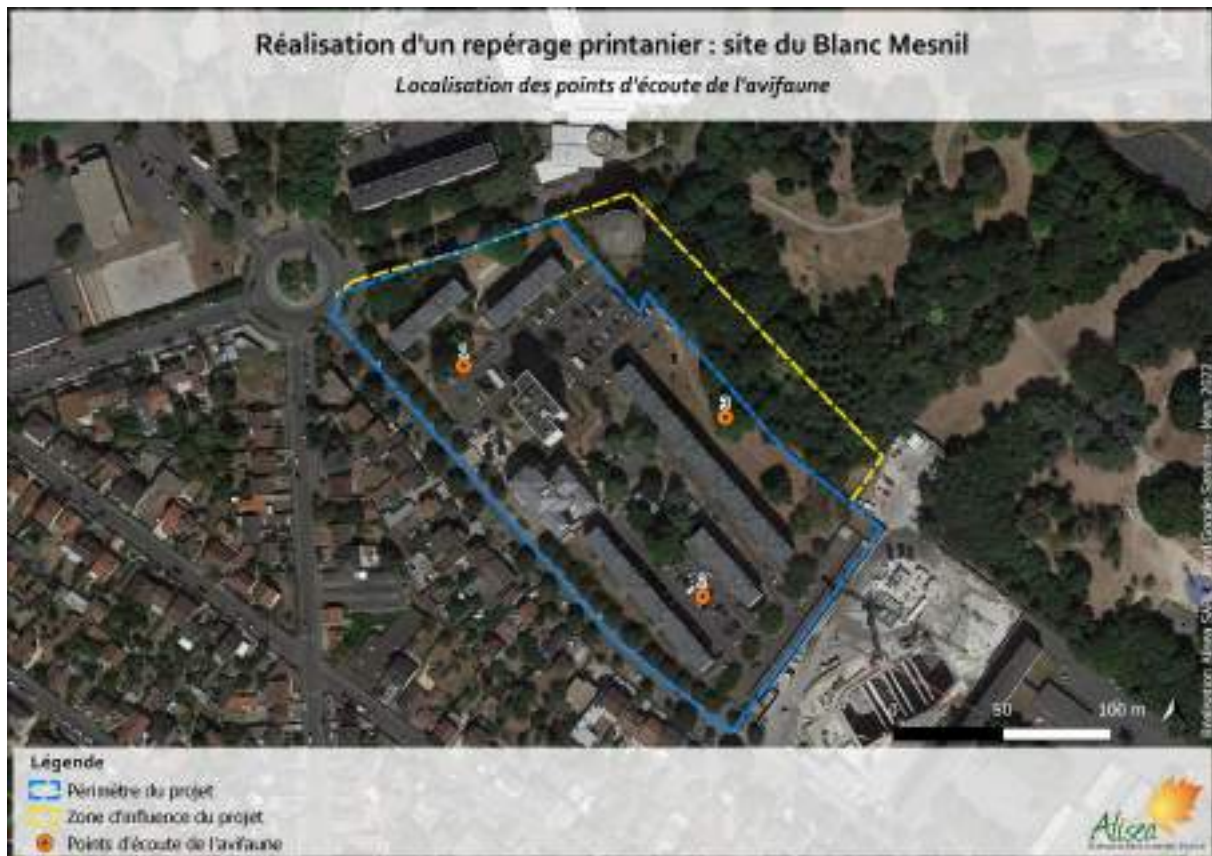 Réalisation d'un repérage printanier : site du Blanc Mesnil
Localisation des points d'écoute de l'avifaune
50
100 m
Légende
Périmètre du projet
Zone d'influence du projet
Points d'écoute de l'avifaune
Alisea